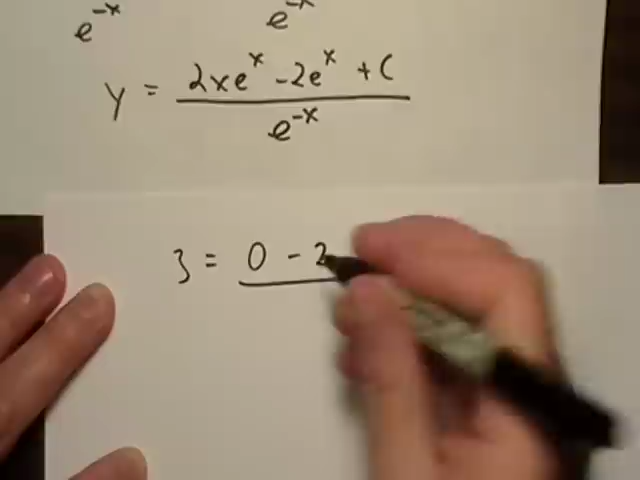 e^-x e^-x
y = 2xe^x - 2e^x + C
e^-x
3 = 0 - 2